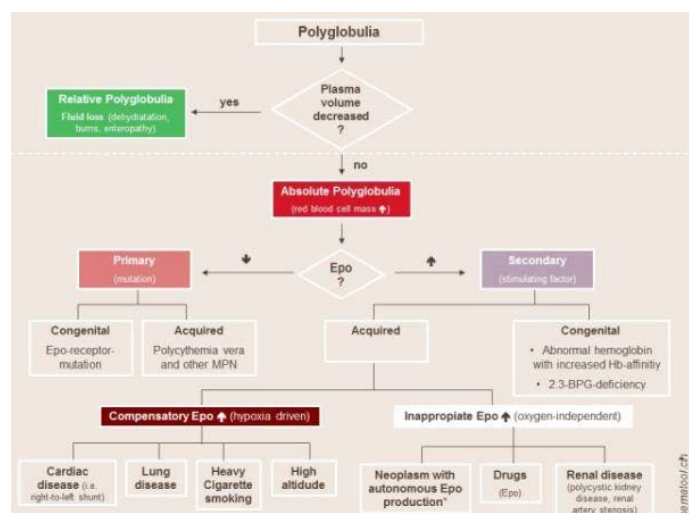 Polyglobulia
Plasma
volume
decreased
?
yes
Relative Polyglobulia
Fluid loss (dehydratation,
burns, enteropathy)
no
Absolute Polyglobulia
(red blood cell mass ↑)
Epo
?
Primary
(mutation)
Secondary
(stimulating factor)
Congenital
Epo-receptor-
mutation
Acquired
Polycythemia vera
and other MPN
Acquired
Congenital
• Abnormal hemoglobin
with increased Hb-affinitiy
• 2.3-BPG-deficiency
Compensatory Epo ↑ (hypoxia driven)
Inappropiate Epo ↑ (oxygen-independent)
Cardiac
disease (i.e.
right-to-left shunt)
Lung
disease
Heavy
Cigarette
smoking
High
altidude
Neoplasm with
autonomous Epo
production*
Drugs
(Epo)
Renal disease
(polycystic kidney
disease, renal
artery stenosis)
ematool.ch